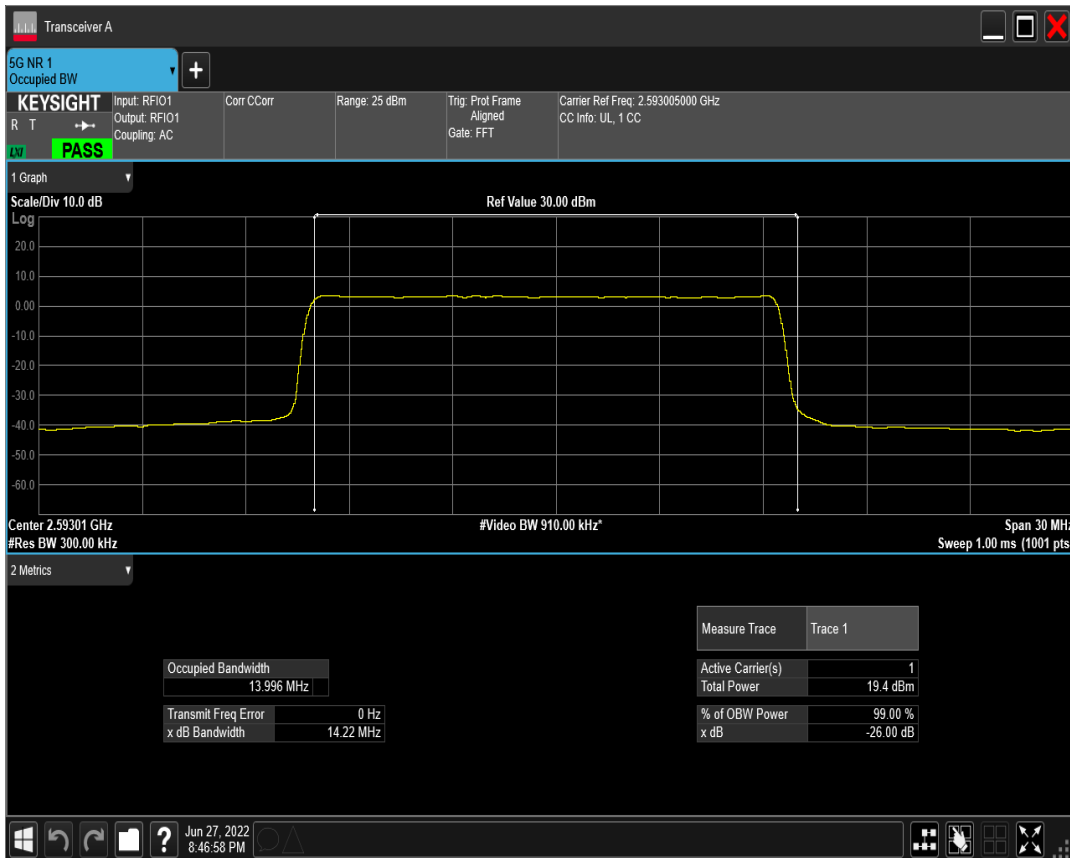 Transceiver A
5G NR 1
Occupied BW
+
KEYSIGHT
R T
LXI
PASS
Input: RFIO1
Output: RFIO1
Coupling: AC
Corr CCorr
Range: 25 dBm
Trig: Prot Frame
Aligned
Gate: FFT
Carrier Ref Freq: 2.593005000 GHz
CC Info: UL, 1 CC
1 Graph
Scale/Div 10.0 dB
Ref Value 30.00 dBm
Log
20.0
10.0
0.00
-10.0
-20.0
-30.0
-40.0
-50.0
-60.0
Center 2.59301 GHz
#Video BW 910.00 kHz*
Span 30 MHz
#Res BW 300.00 kHz
Sweep 1.00 ms (1001 pts
2 Metrics
Measure Trace Trace 1
Occupied Bandwidth
13.996 MHz
Active Carrier(s) 1
Total Power 19.4 dBm
Transmit Freq Error 0 Hz
x dB Bandwidth 14.22 MHz
% of OBW Power 99.00 %
x dB -26.00 dB
?
Jun 27, 2022
8:46:58 PM